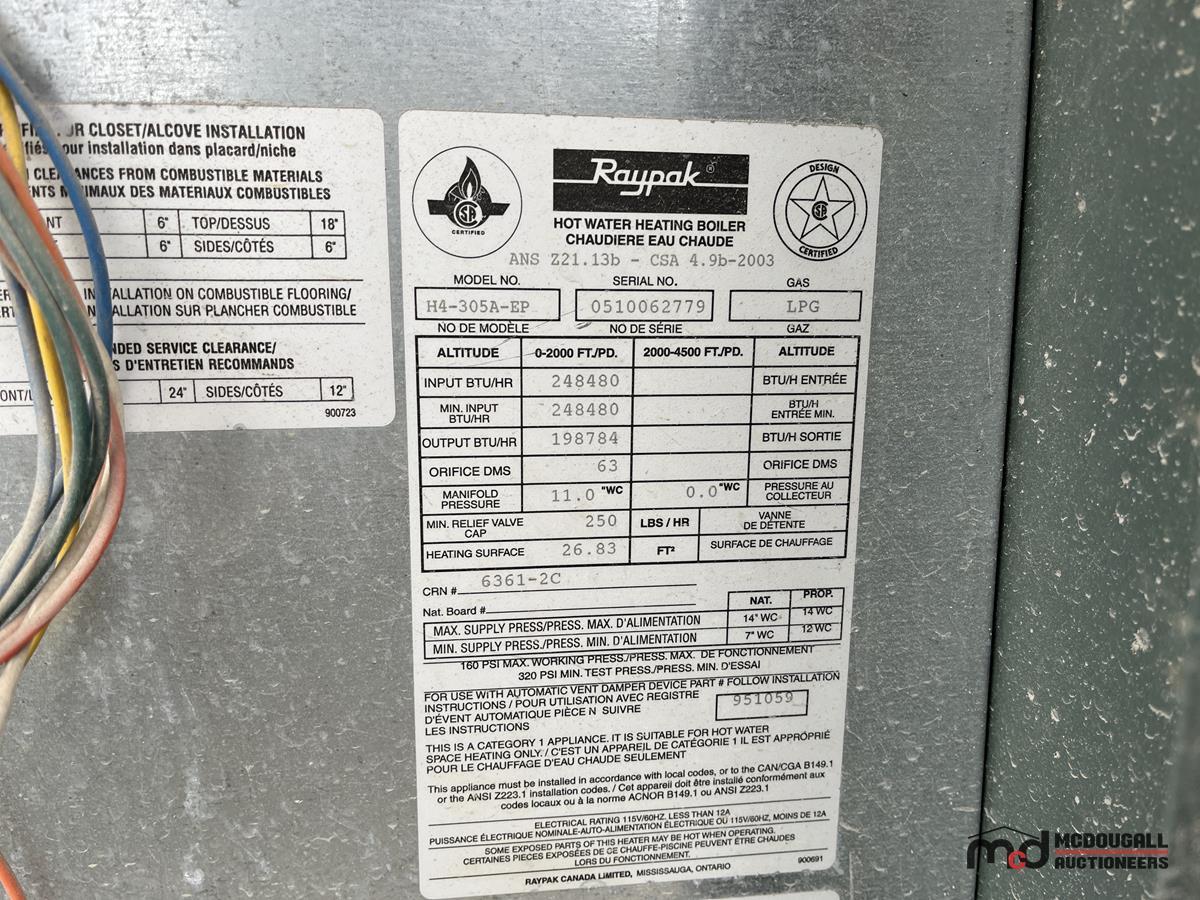 CLOSET/ALCOVE INSTALLATION
pour installation dans placard/niche
CLEARANCES FROM COMBUSTIBLE MATERIALS
MINIMAUX DES MATERIAUX COMBUSTIBLES
6" TOP/DESSUS 18"
6" SIDES/CÔTÉS 6"
INSTALLATION ON COMBUSTIBLE FLOORING/
INSTALLATION SUR PLANCHER COMBUSTIBLE
SERVICE CLEARANCE/
D'ENTRETIEN RECOMMANDS
24" SIDES/CÔTÉS 12"
900723
CERTIFIED
Raypak®
DESIGN
CERTIFIED
HOT WATER HEATING BOILER
CHAUDIERE EAU CHAUDE
ANS Z21.13b - CSA 4.9b-2003
MODEL NO. SERIAL NO. GAS
H4-305A-EP 0510062779 LPG
NO DE MODÈLE NO DE SÉRIE GAZ
ALTITUDE 0-2000 FT./PD. 2000-4500 FT./PD. ALTITUDE
INPUT BTU/HR 248480 BTU/H ENTRÉE
MIN. INPUT BTU/HR 248480 BTU/H ENTRÉE MIN.
OUTPUT BTU/HR 198784 BTU/H SORTIE
ORIFICE DMS 63 ORIFICE DMS
MANIFOLD PRESSURE 11.0 "WC 0.0 "WC PRESSURE AU COLLECTEUR
MIN. RELIEF VALVE CAP 250 LBS / HR VANNE DE DÉTENTE
HEATING SURFACE 26.83 FT² SURFACE DE CHAUFFAGE
CRN # 6361-2C
Nat. Board #
NAT. PROP.
MAX. SUPPLY PRESS/PRESS. MAX. D'ALIMENTATION 14" WC 14 WC
MIN. SUPPLY PRESS./PRESS. MIN. D'ALIMENTATION 7" WC 12 WC
160 PSI MAX. WORKING PRESS./PRESS. MAX. DE FONCTIONNEMENT
320 PSI MIN. TEST PRESS./PRESS. MIN. D'ESSAI
FOR USE WITH AUTOMATIC VENT DAMPER DEVICE PART # FOLLOW INSTALLATION
INSTRUCTIONS / POUR UTILISATION AVEC REGISTRE 951059
D'ÉVENT AUTOMATIQUE PIÈCE N SUIVRE
LES INSTRUCTIONS
THIS IS A CATEGORY 1 APPLIANCE. IT IS SUITABLE FOR HOT WATER
SPACE HEATING ONLY. / C'EST UN APPAREIL DE CATÉGORIE 1 IL EST APPRÓPRIÉ
POUR LE CHAUFFAGE D'EAU CHAUDE SEULEMENT
This appliance must be installed in accordance with local codes, or to the CAN/CGA B149.1
or the ANSI Z223.1 installation codes. / Cet appareil doit être installé conformément aux
codes locaux ou à la norme ACNOR B149.1 ou ANSI Z223.1
ELECTRICAL RATING 115V/60HZ, LESS THAN 12A
PUISSANCE ÉLECTRIQUE NOMINALE-AUTO-ALIMENTATION ÉLECTRIQUE OU 115V/60HZ, MOINS DE 12A
SOME EXPOSED PARTS OF THIS HEATER MAY BE HOT WHEN OPERATING.
CERTAINES PIECES EXPOSÉES DE CE CHAUFFE-PISCINE PEUVENT ÊTRE CHAUDES
LORS DU FONCTIONNEMENT.
RAYPAK CANADA LIMITED, MISSISSAUGA, ONTARIO 900691
mcd MCDOUGALL
AUCTIONEERS